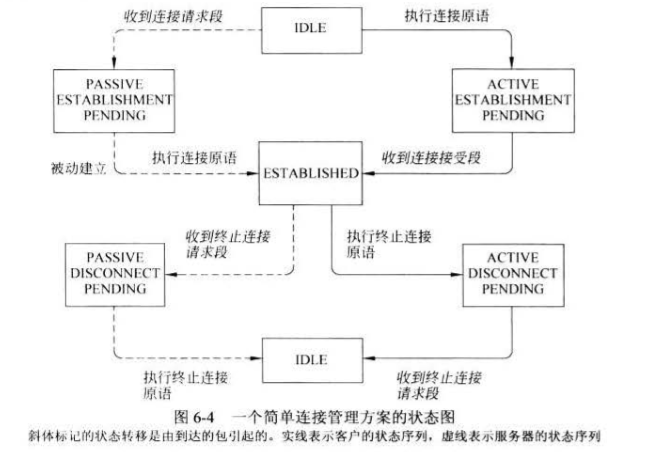 收到连接请求段
IDLE
执行连接原语
PASSIVE
ESTABLISHMENT
PENDING
ACTIVE
ESTABLISHMENT
PENDING
被动建立
执行连接原语
ESTABLISHED
收到连接接受段
收到终止连接
请求段
执行终止连接
原语
PASSIVE
DISCONNECT
PENDING
ACTIVE
DISCONNECT
PENDING
执行终止连接
原语
IDLE
收到终止连接
请求段
图 6-4 一个简单连接管理方案的状态图
斜体标记的状态转移是由到达的包引起的。实线表示客户的状态序列，虚线表示服务器的状态序列